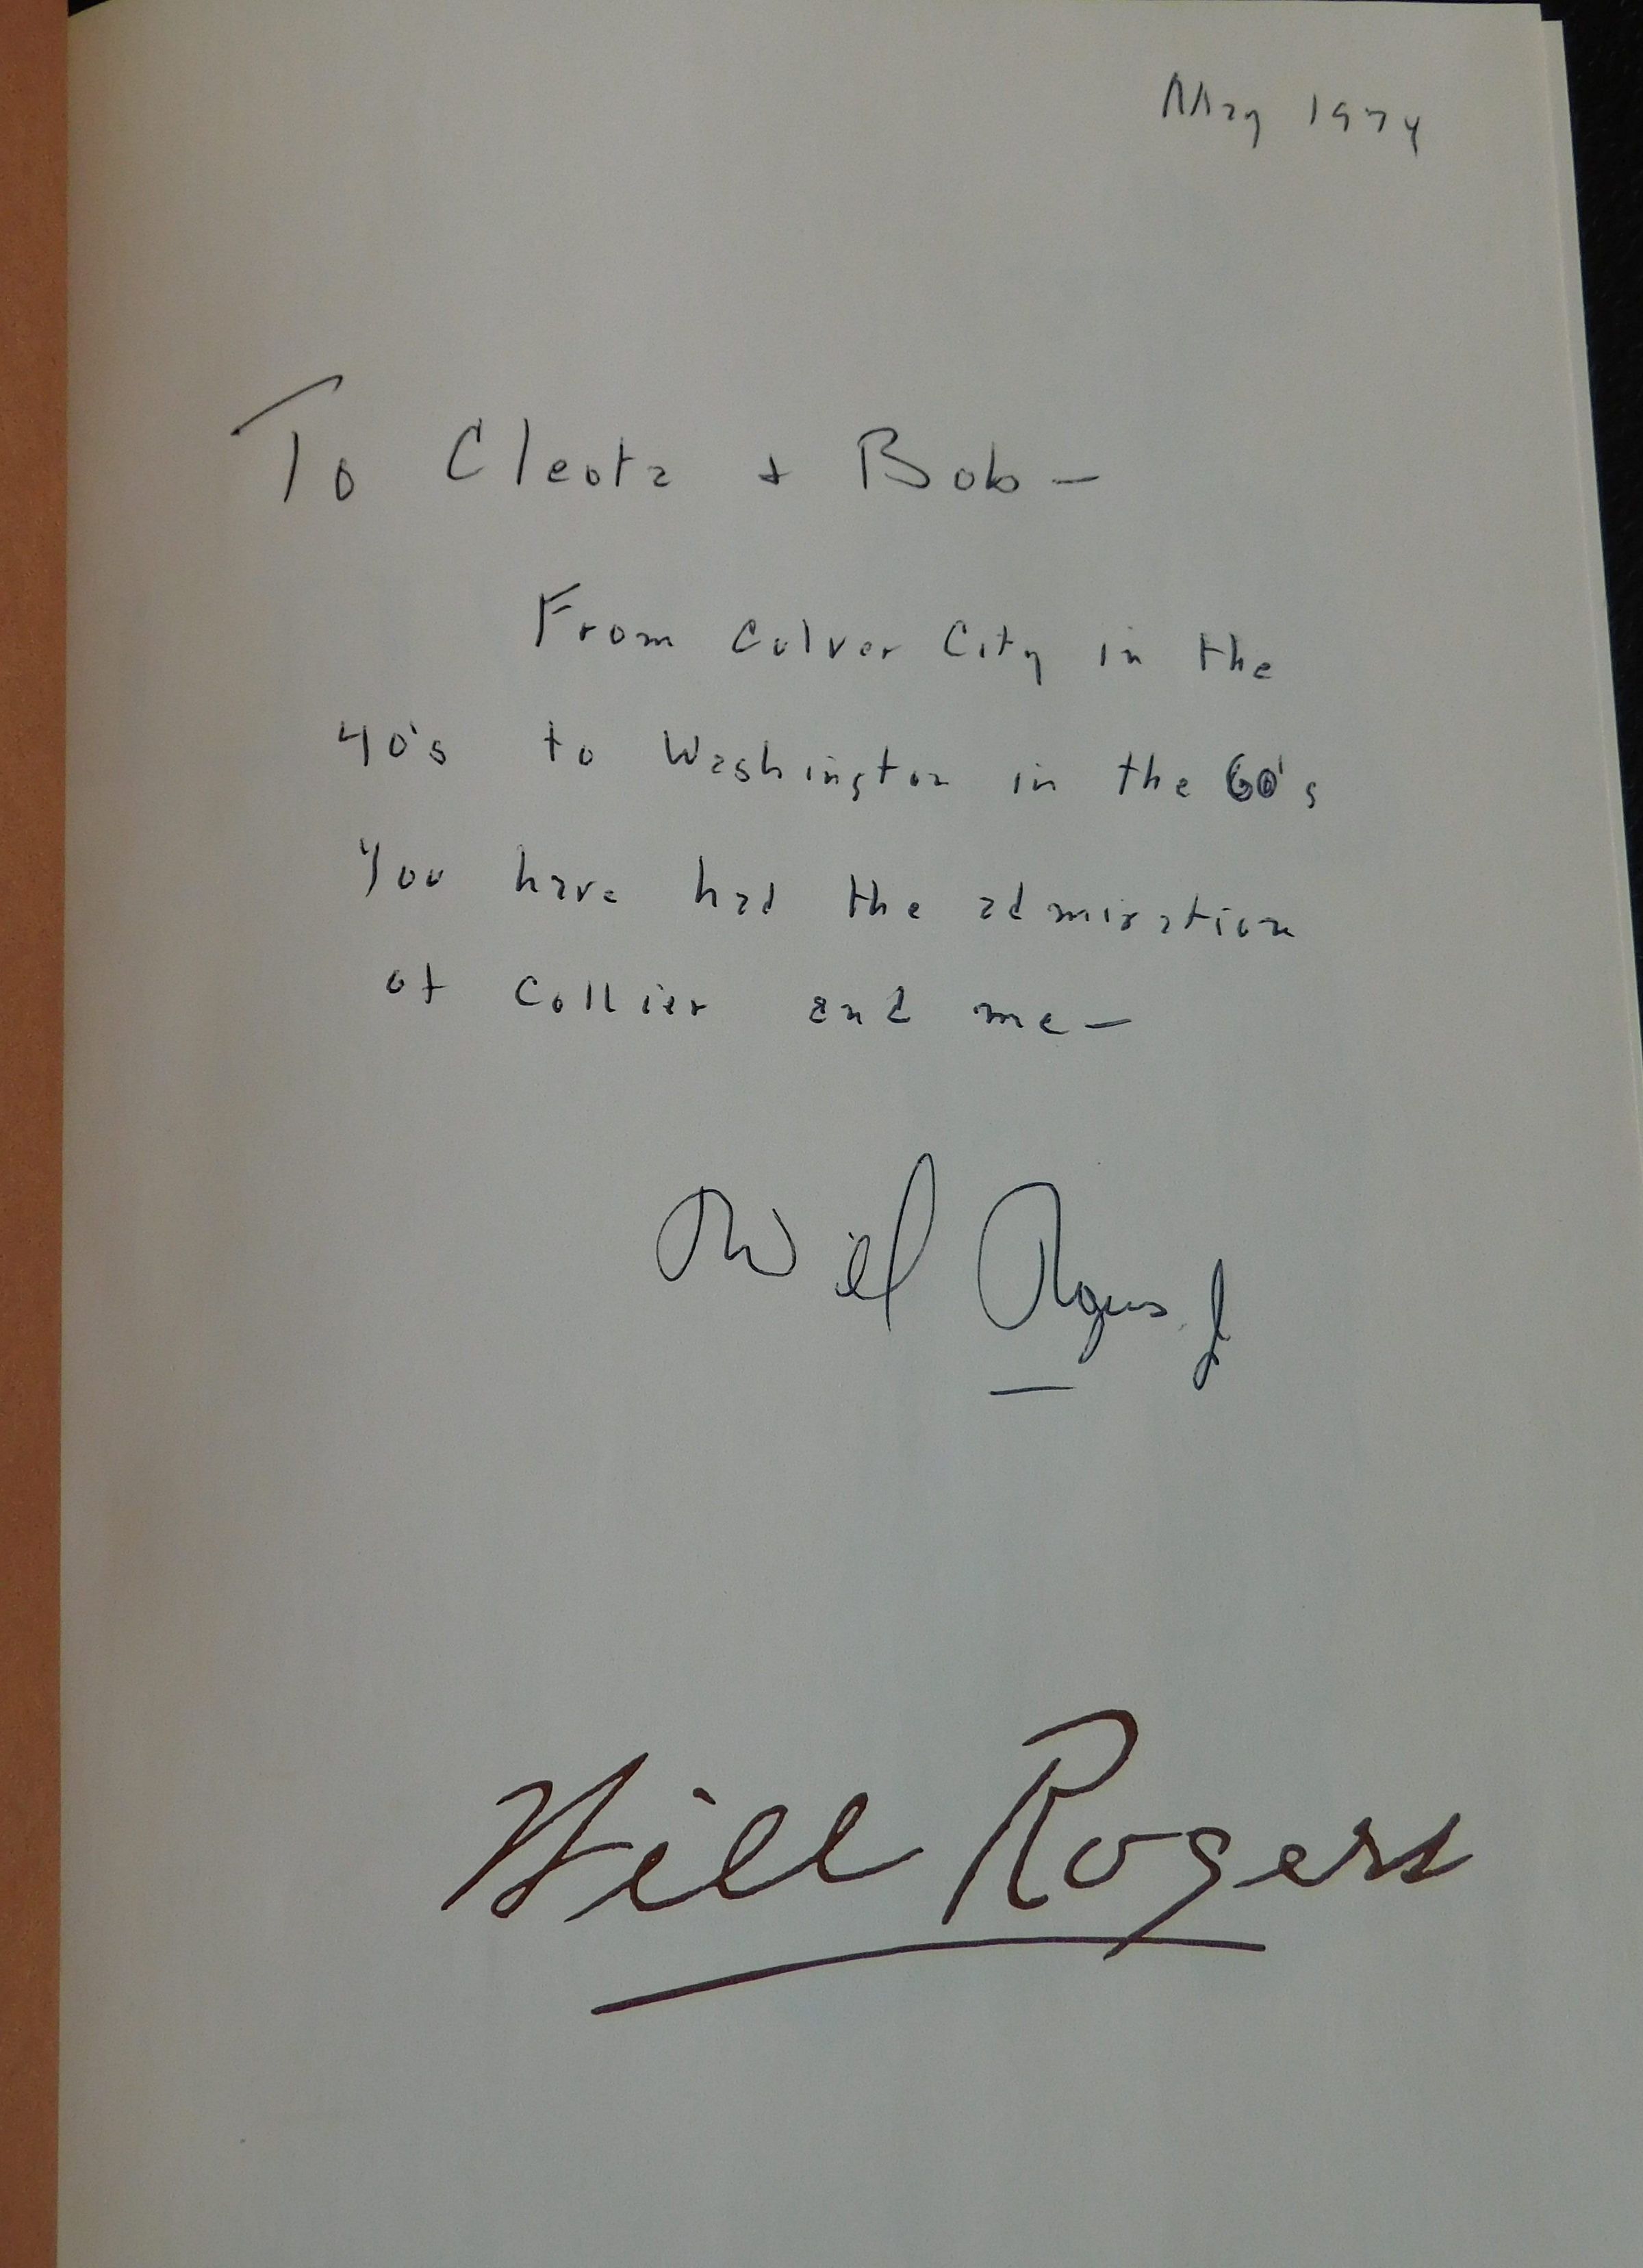 May 1974
To Cleota + Bob —
From Culver City in the
40's to Washington in the 60's
You have had the admiration
of Collier and me —
Will Rogers Jr
Will Rogers